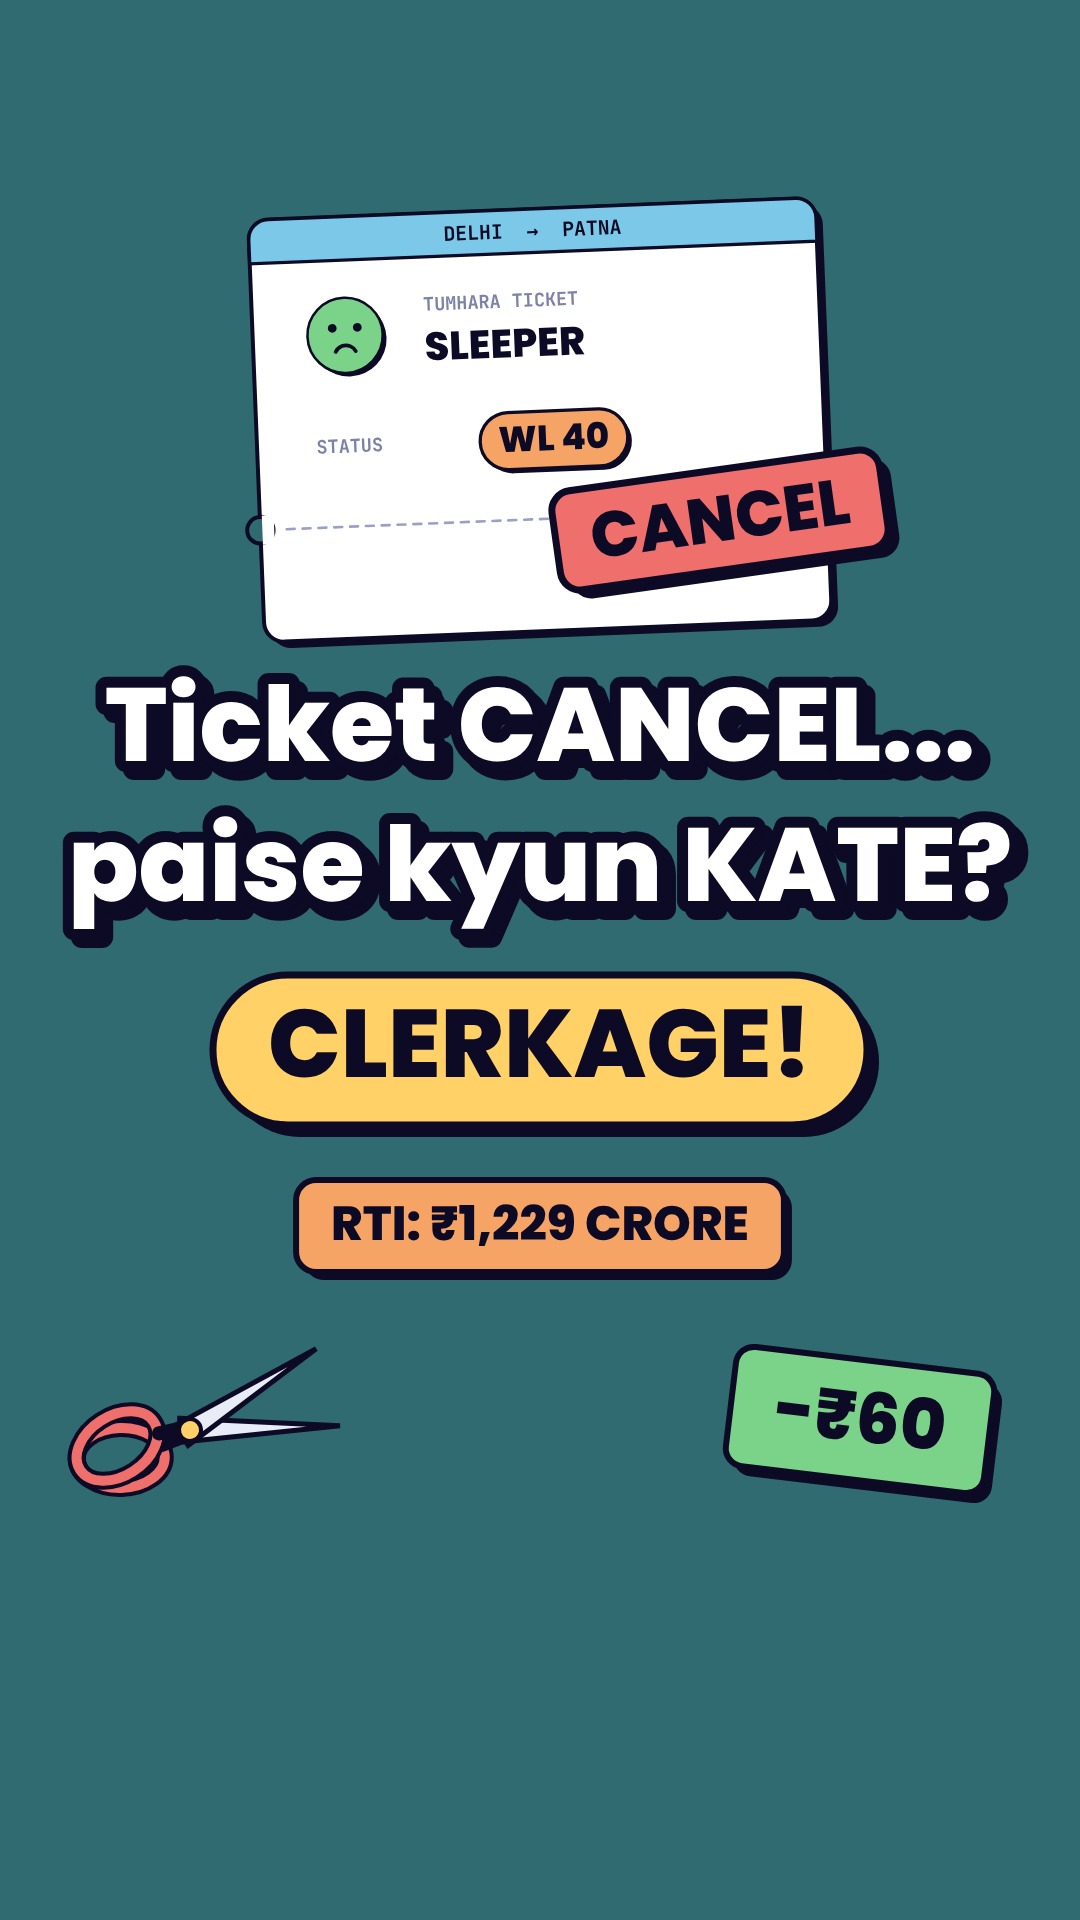 DELHI → PATNA
TUMHARA TICKET
SLEEPER
STATUS
WL 40
CANCEL
Ticket CANCEL...
paise kyun KATE?
CLERKAGE!
RTI: ₹1,229 CRORE
-₹60